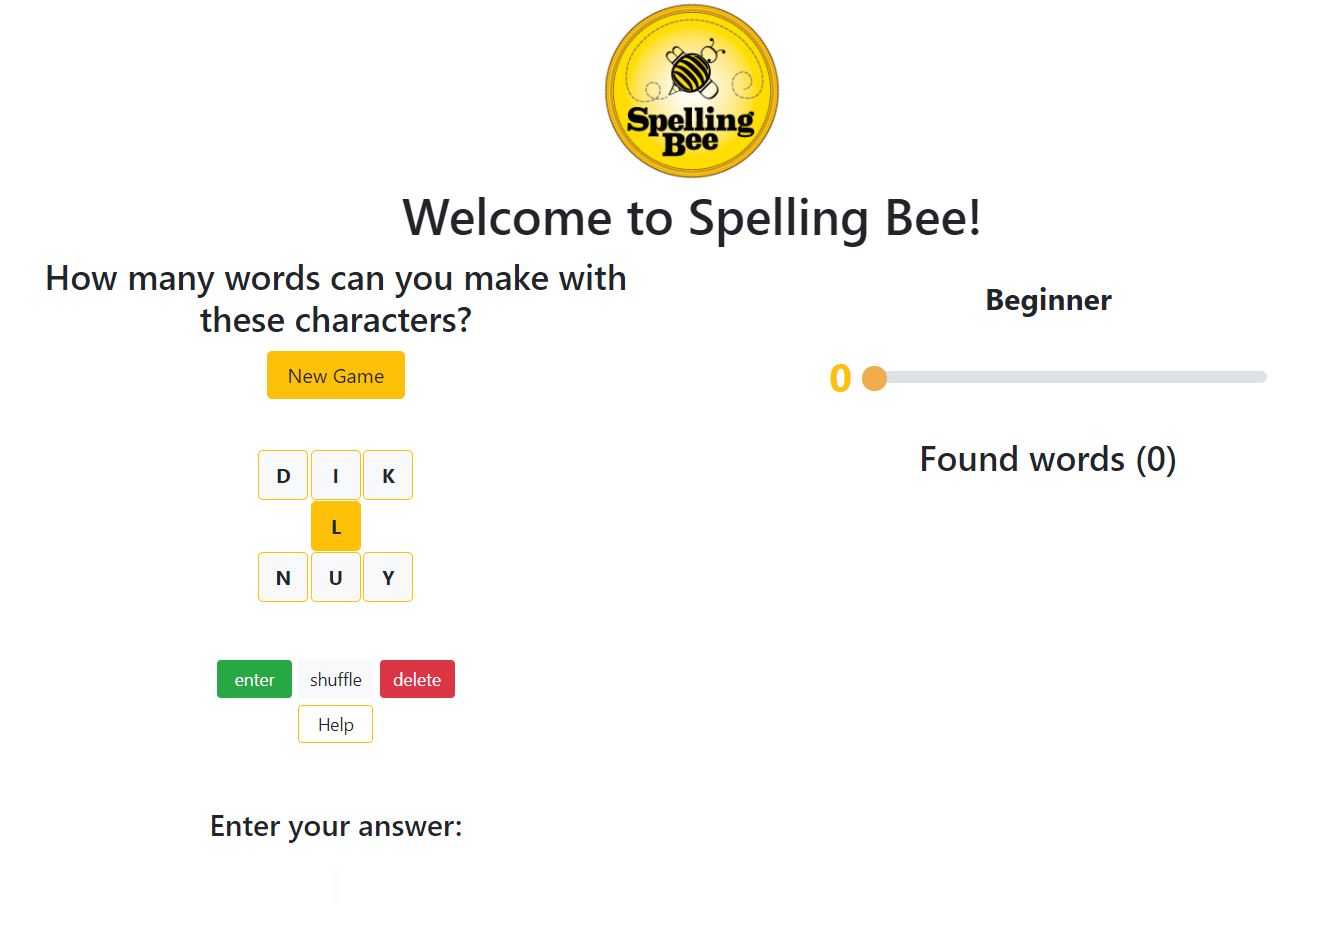 Spelling
Bee
Welcome to Spelling Bee!
How many words can you make with
these characters?
New Game
D I K
L
N U Y
enter shuffle delete
Help
Enter your answer:
Beginner
0
Found words (0)